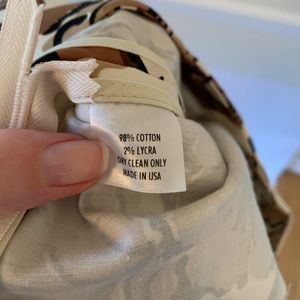 98% COTTON
2% LYCRA
DRY CLEAN ONLY
MADE IN USA